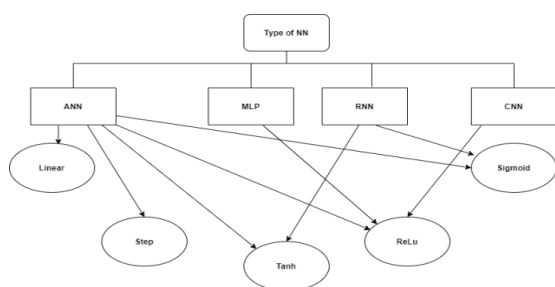 Type of NN
ANN
MLP
RNN
CNN
Linear
Sigmoid
Step
ReLu
Tanh